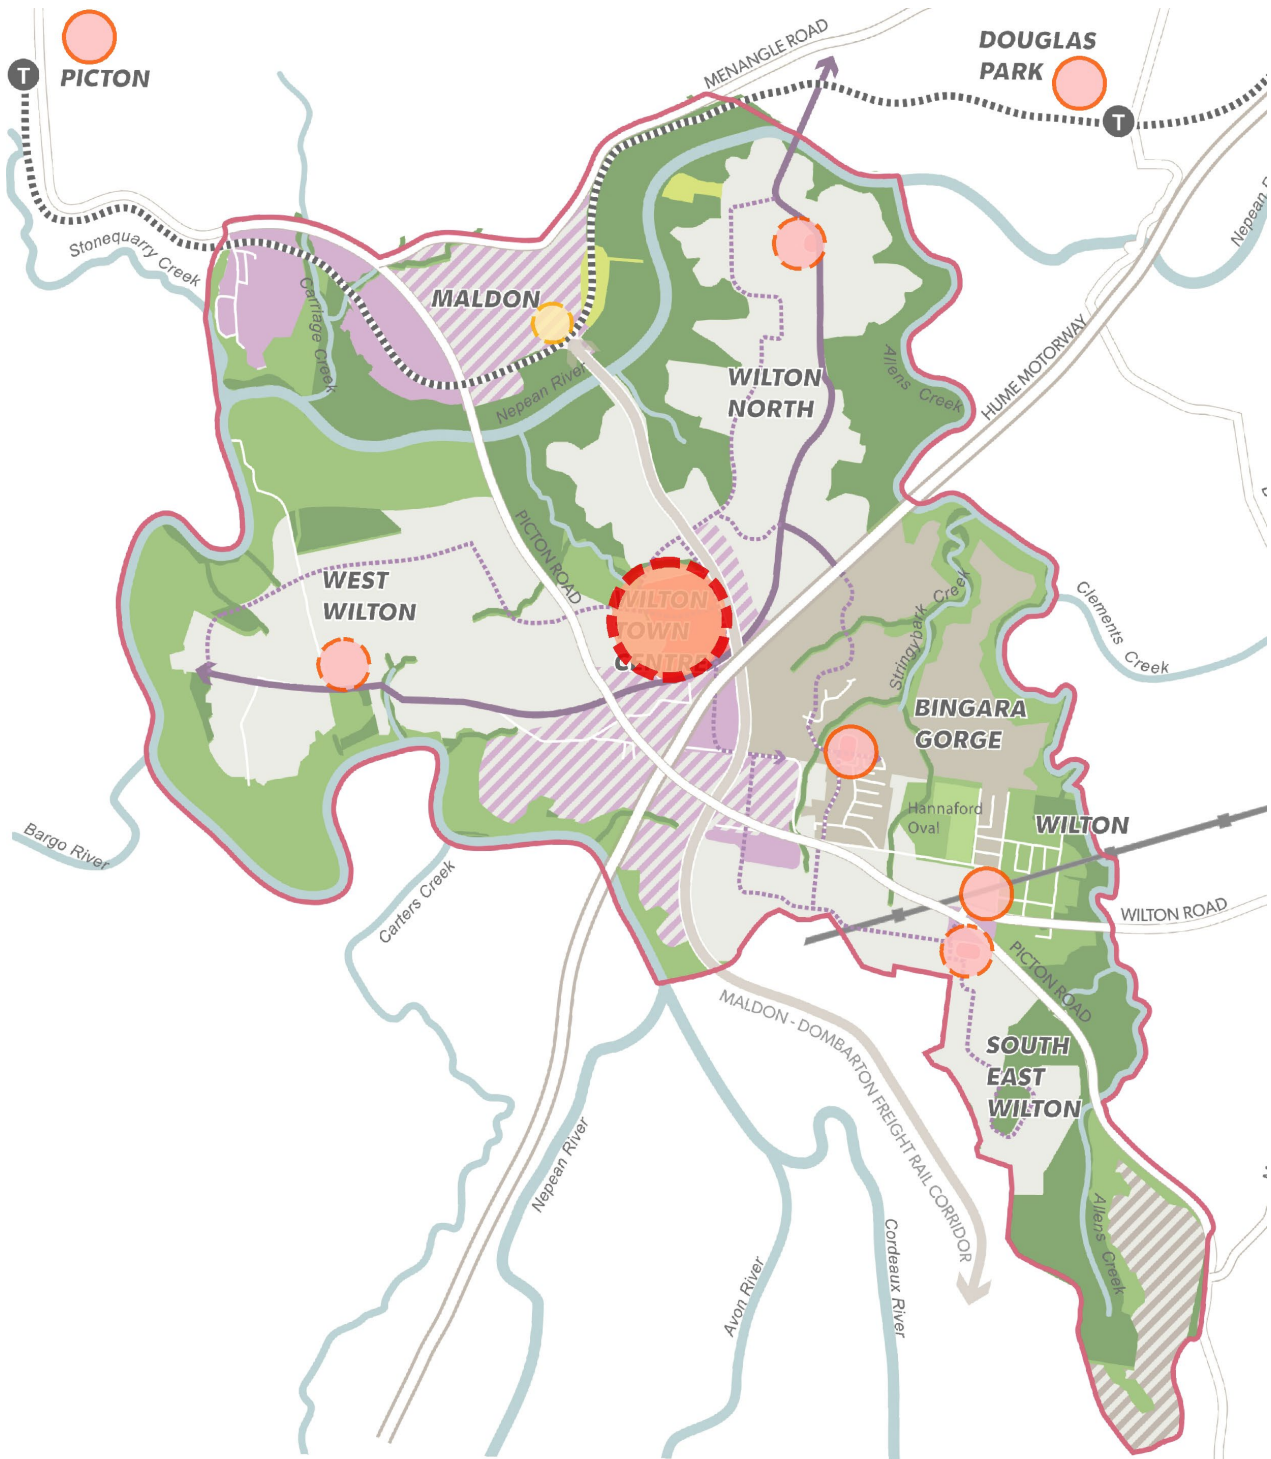 MENANGLE ROAD
DOUGLAS
PARK
T
PICTON
T
Stonequarry Creek
Nepean R
Carriage Creek
MALDON
Nepean River
WILTON
NORTH
Allens Creek
HUME MOTORWAY
PICTON ROAD
WEST
WILTON
WILTON
TOWN
CENTRE
Stringybark Creek
Clements Creek
BINGARA
GORGE
Hannaford
Oval
WILTON
Bargo River
Carters Creek
WILTON ROAD
PICTON ROAD
MALDON - DOMBARTON FREIGHT RAIL CORRIDOR
SOUTH
EAST
WILTON
Nepean River
Allens Creek
Avon River
Cordeaux River